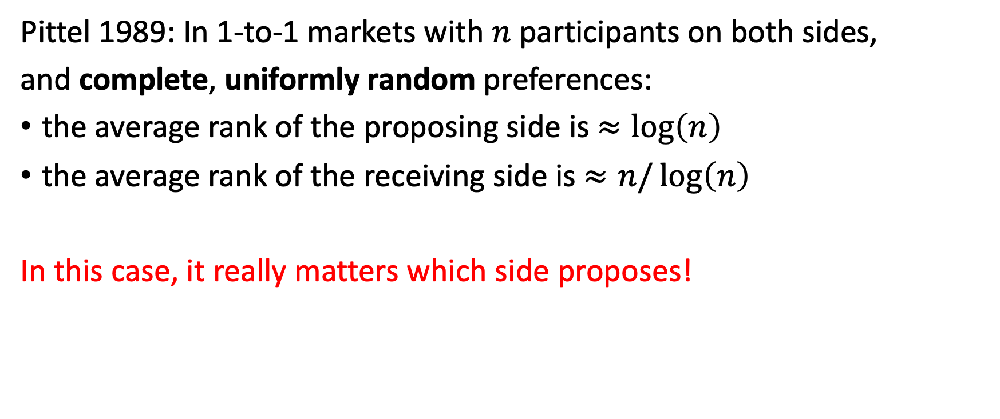 Pittel 1989: In 1-to-1 markets with n participants on both sides,
and complete, uniformly random preferences:
• the average rank of the proposing side is ≈ log(n)
• the average rank of the receiving side is ≈ n/ log(n)
In this case, it really matters which side proposes!